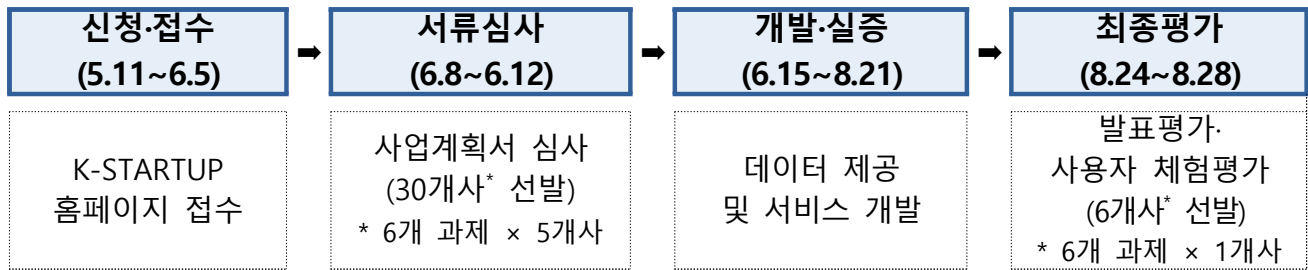 신청·접수
(5.11~6.5)
➡
서류심사
(6.8~6.12)
➡
개발·실증
(6.15~8.21)
➡
최종평가
(8.24~8.28)
K-STARTUP
홈페이지 접수
사업계획서 심사
(30개사* 선발)
* 6개 과제 × 5개사
데이터 제공
및 서비스 개발
발표평가·
사용자 체험평가
(6개사* 선발)
* 6개 과제 × 1개사